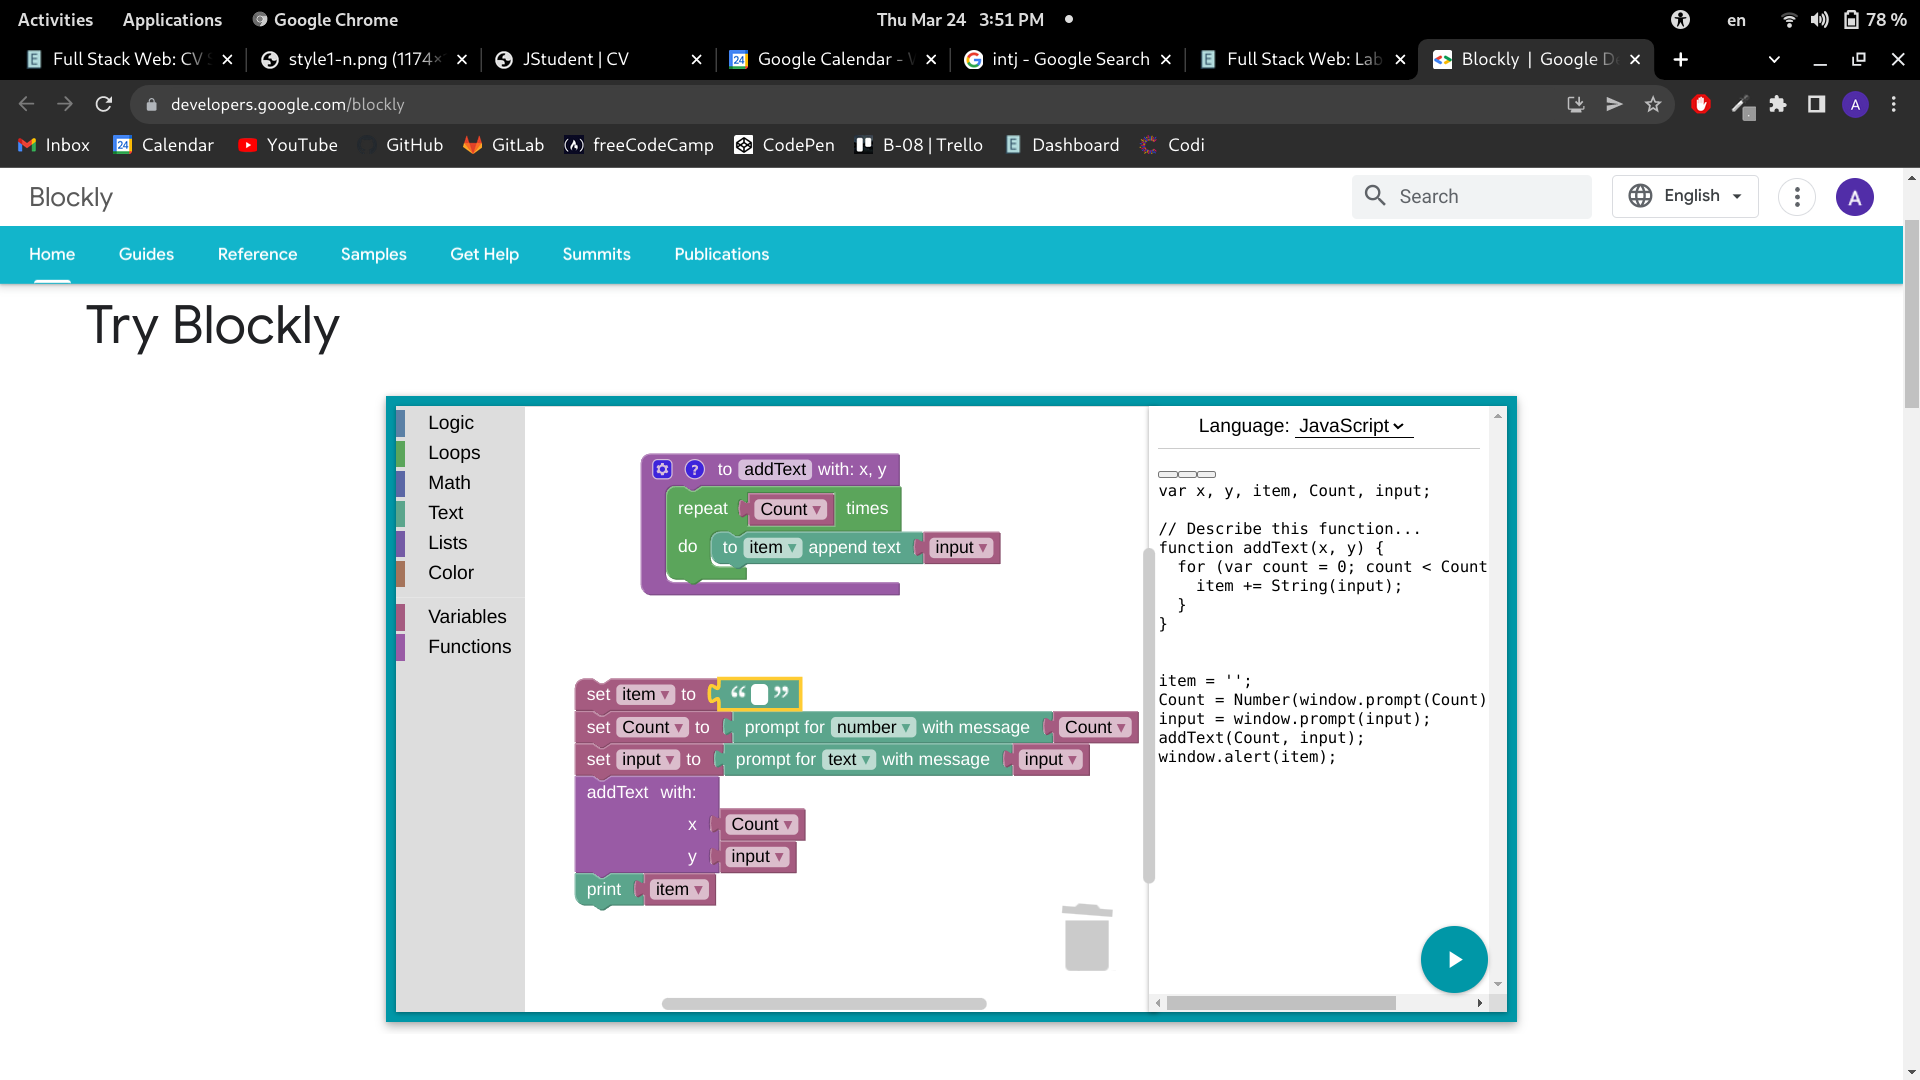 Activities Applications Google Chrome Thu Mar 24 3:51 PM en 78 %
Full Stack Web: CV style1-n.png (1174× JStudent | CV Google Calendar - intj - Google Search Full Stack Web: Lab Blockly | Google De
developers.google.com/blockly
Inbox Calendar YouTube GitHub GitLab freeCodeCamp CodePen B-08 | Trello Dashboard Codi
Blockly Search English A
Home Guides Reference Samples Get Help Summits Publications
Try Blockly
Logic
Loops
Math
Text
Lists
Color
Variables
Functions
to addText with: x, y
repeat Count times
do to item append text input
set item to “ ”
set Count to prompt for number with message Count
set input to prompt for text with message input
addText with:
x Count
y input
print item
Language: JavaScript
var x, y, item, Count, input;
// Describe this function...
function addText(x, y) {
for (var count = 0; count < Count
item += String(input);
}
}
item = '';
Count = Number(window.prompt(Count)
input = window.prompt(input);
addText(Count, input);
window.alert(item);